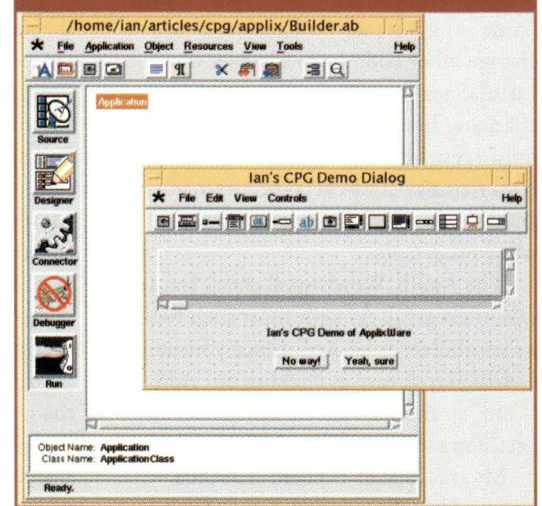 /home/ian/articles/cpg/applix/Builder.ab
File Application Object Resources View Tools Help
Application
Source
Designer
Connector
Debugger
Run
Ian's CPG Demo Dialog
File Edit View Controls Help
OK ab
Ian's CPG Demo of ApplixWare
No way! Yeah, sure
Object Name: Application
Class Name: ApplicationClass
Ready.